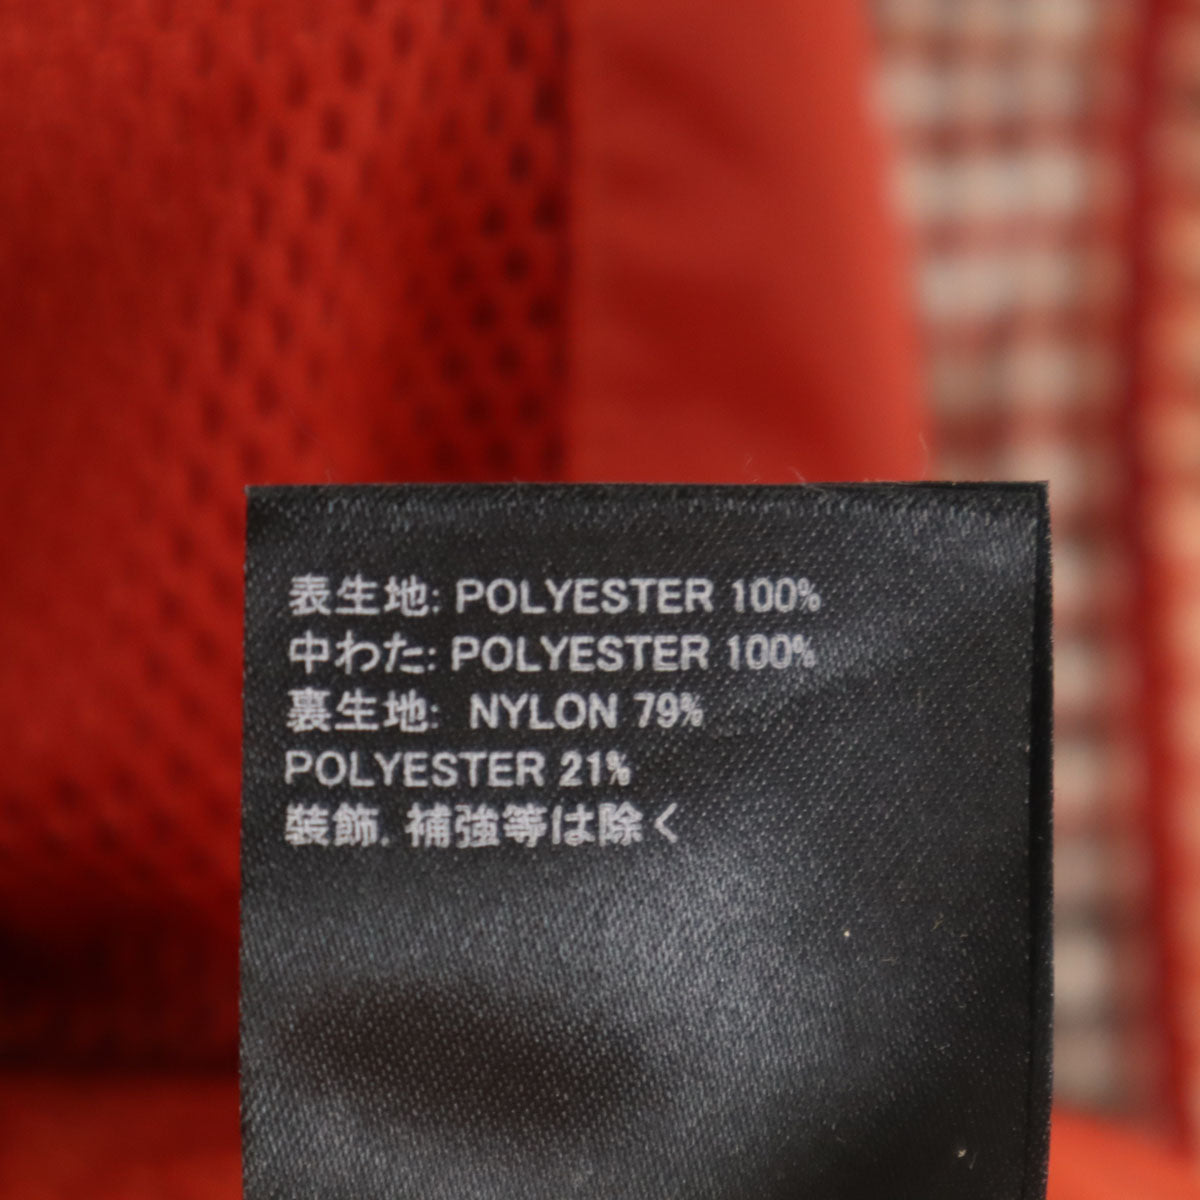 表生地: POLYESTER 100%
中わた: POLYESTER 100%
裏生地: NYLON 79%
POLYESTER 21%
装飾.補強等は除く